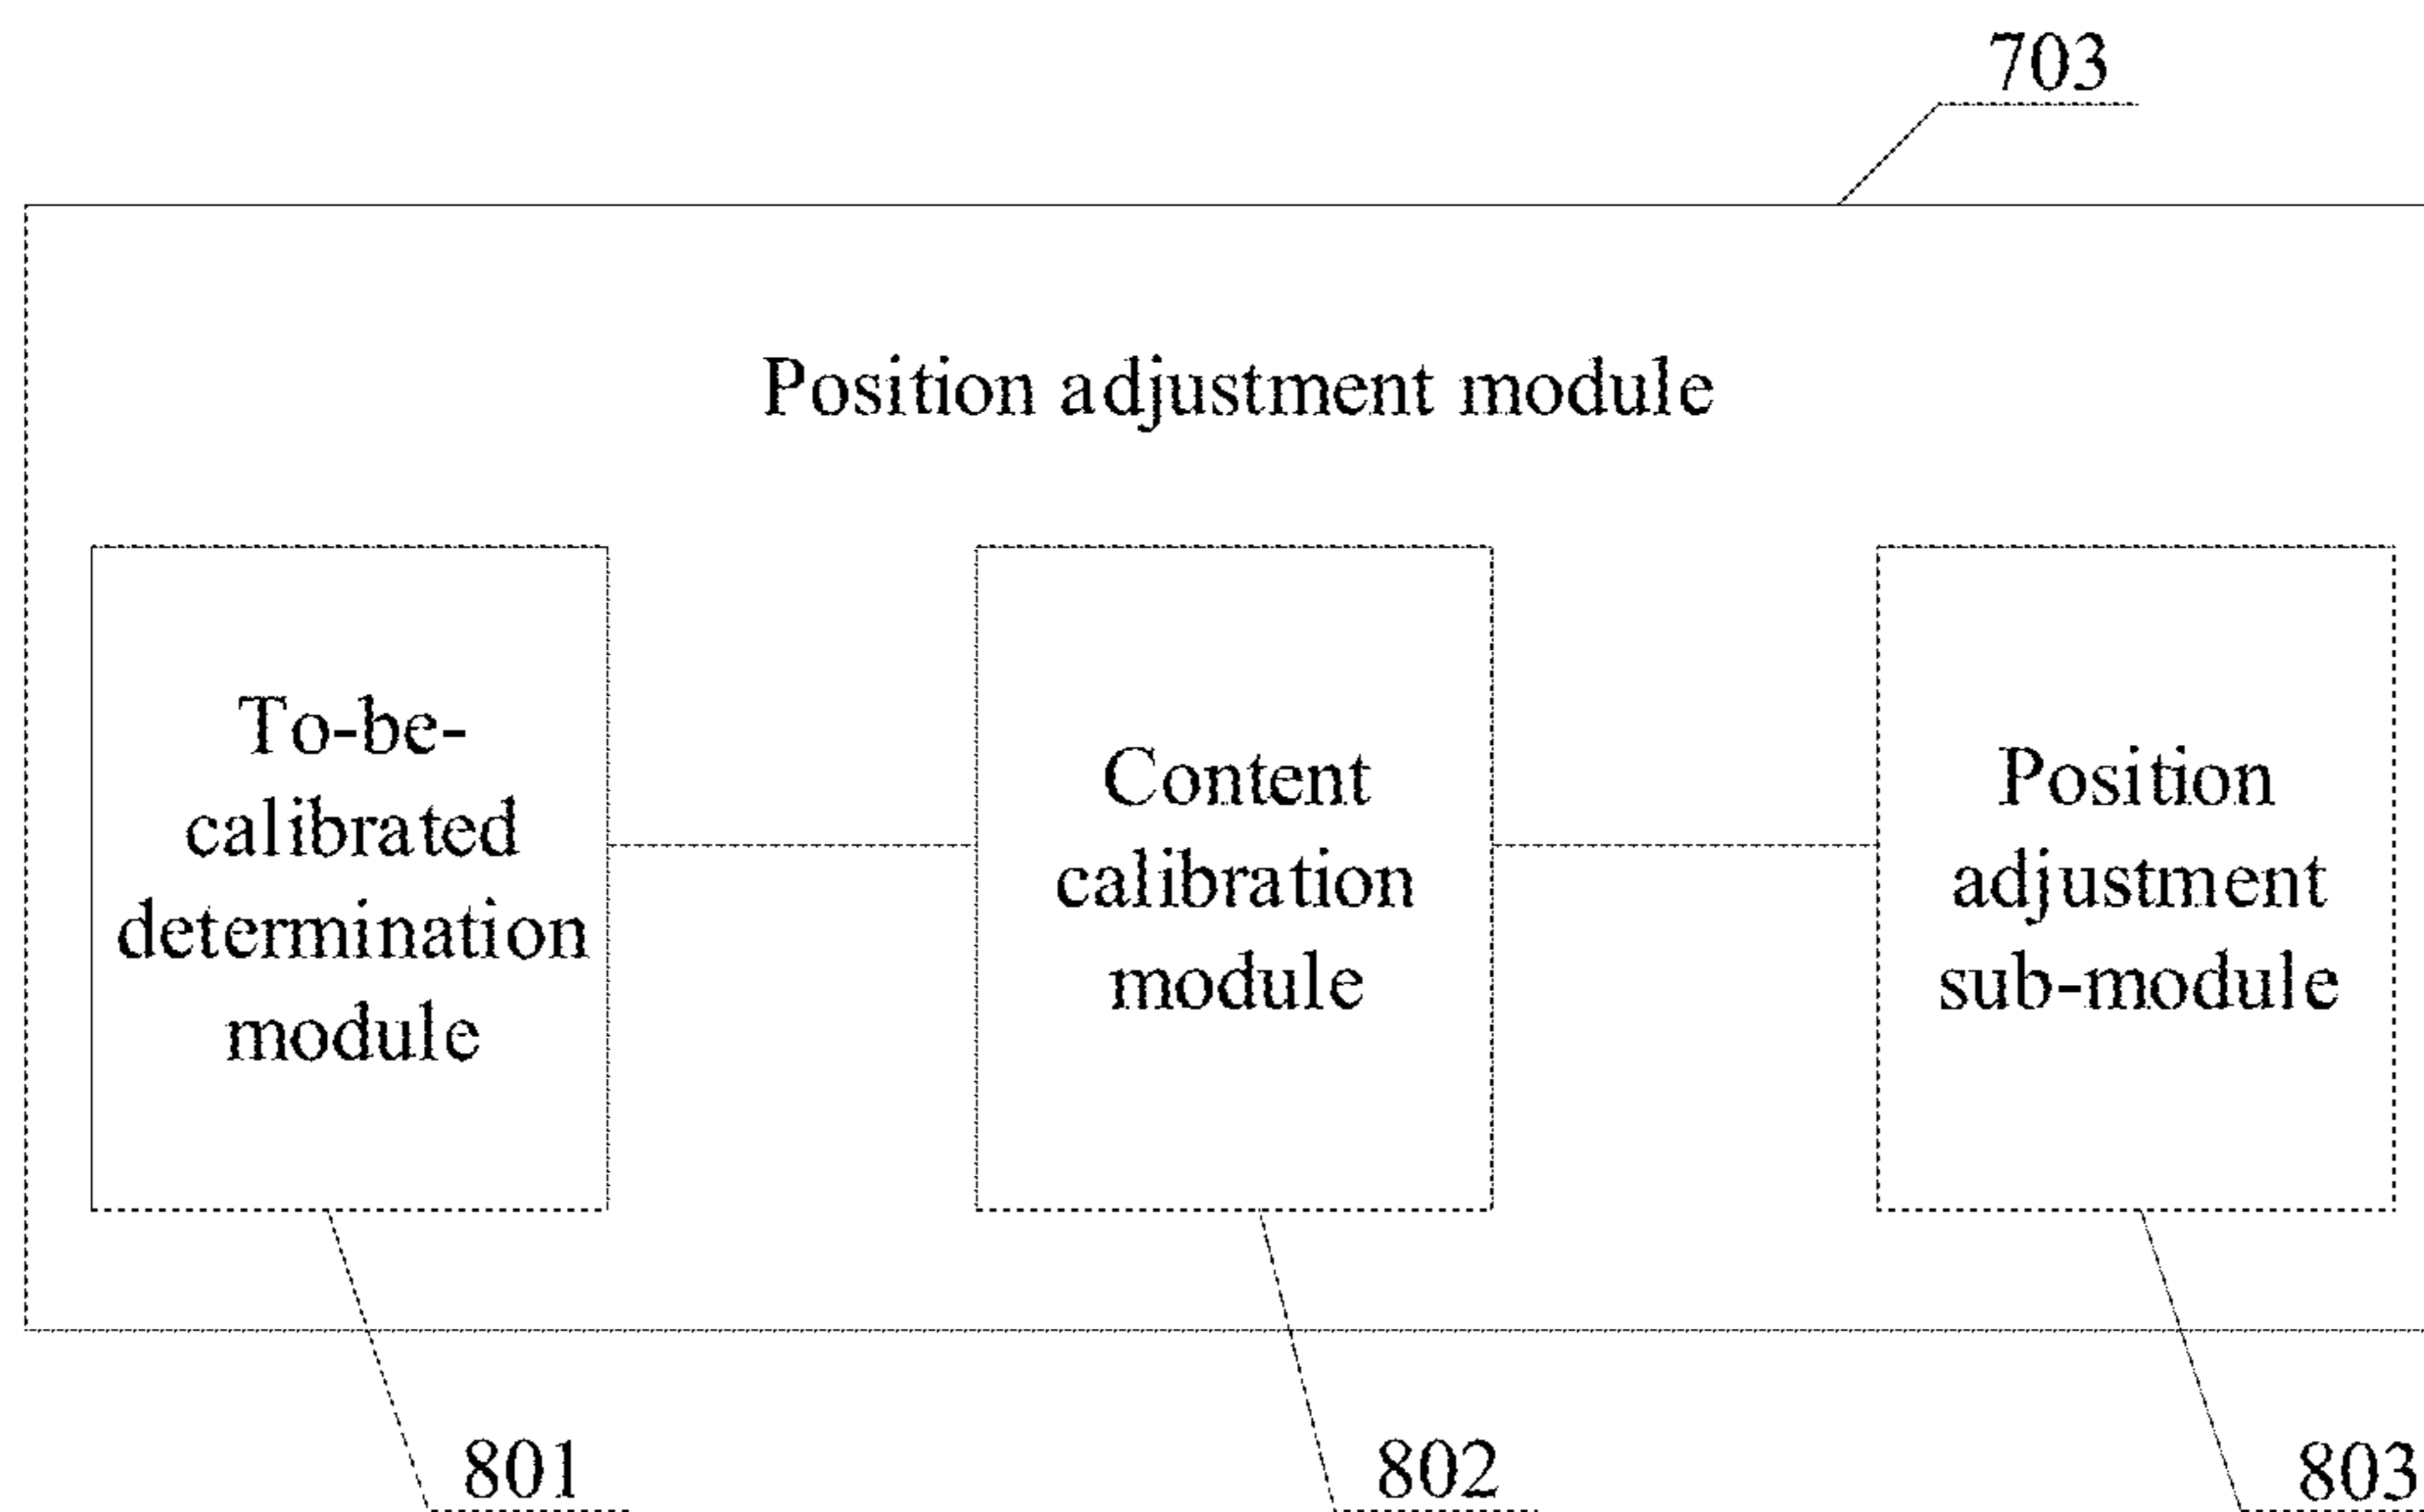 703
Position adjustment module
To-be-
calibrated
determination
module
Content
calibration
module
Position
adjustment
sub-module
801
802
803